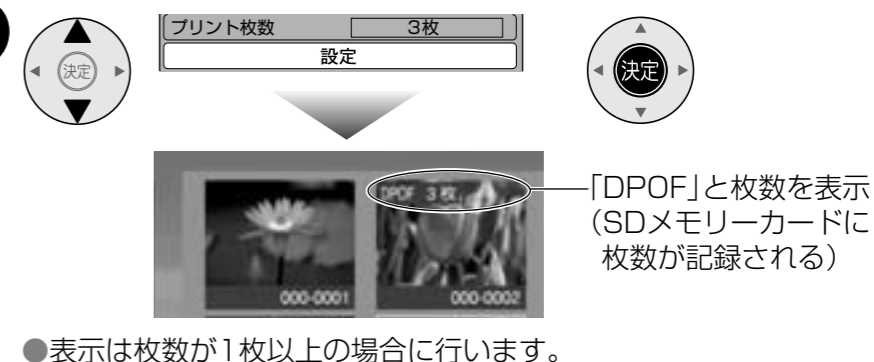 プリント枚数 3枚
設定
決定
決定
DPOF 3枚
000-0001
000-0002
「DPOF」と枚数を表示
(SDメモリーカードに
枚数が記録される)
●表示は枚数が1枚以上の場合に行います。